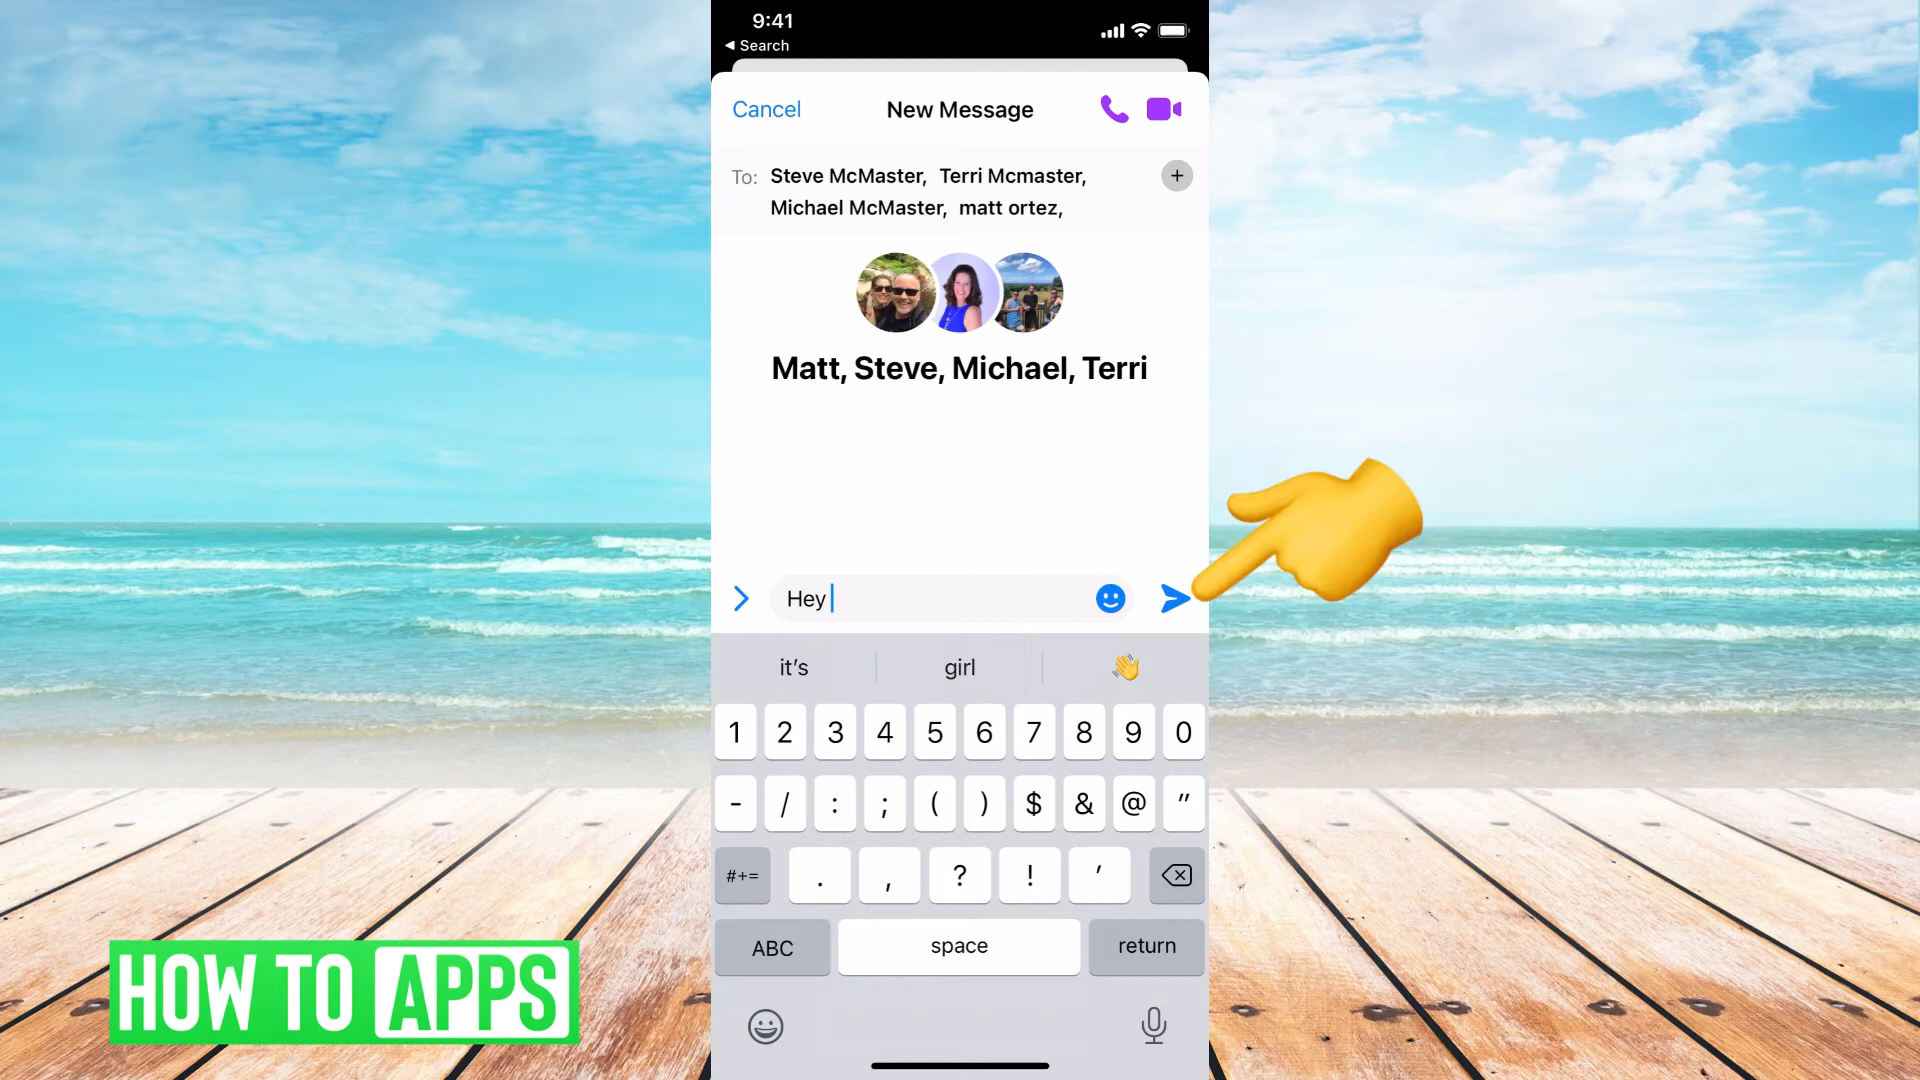 9:41
◀ Search
Cancel
New Message
To: Steve McMaster, Terri Mcmaster,
Michael McMaster, matt ortez,
+
Matt, Steve, Michael, Terri
Hey
it's
girl
1 2 3 4 5 6 7 8 9 0
- / : ; ( ) $ & @ "
#+= . , ? ! '
ABC
space
return
HOW TO APPS